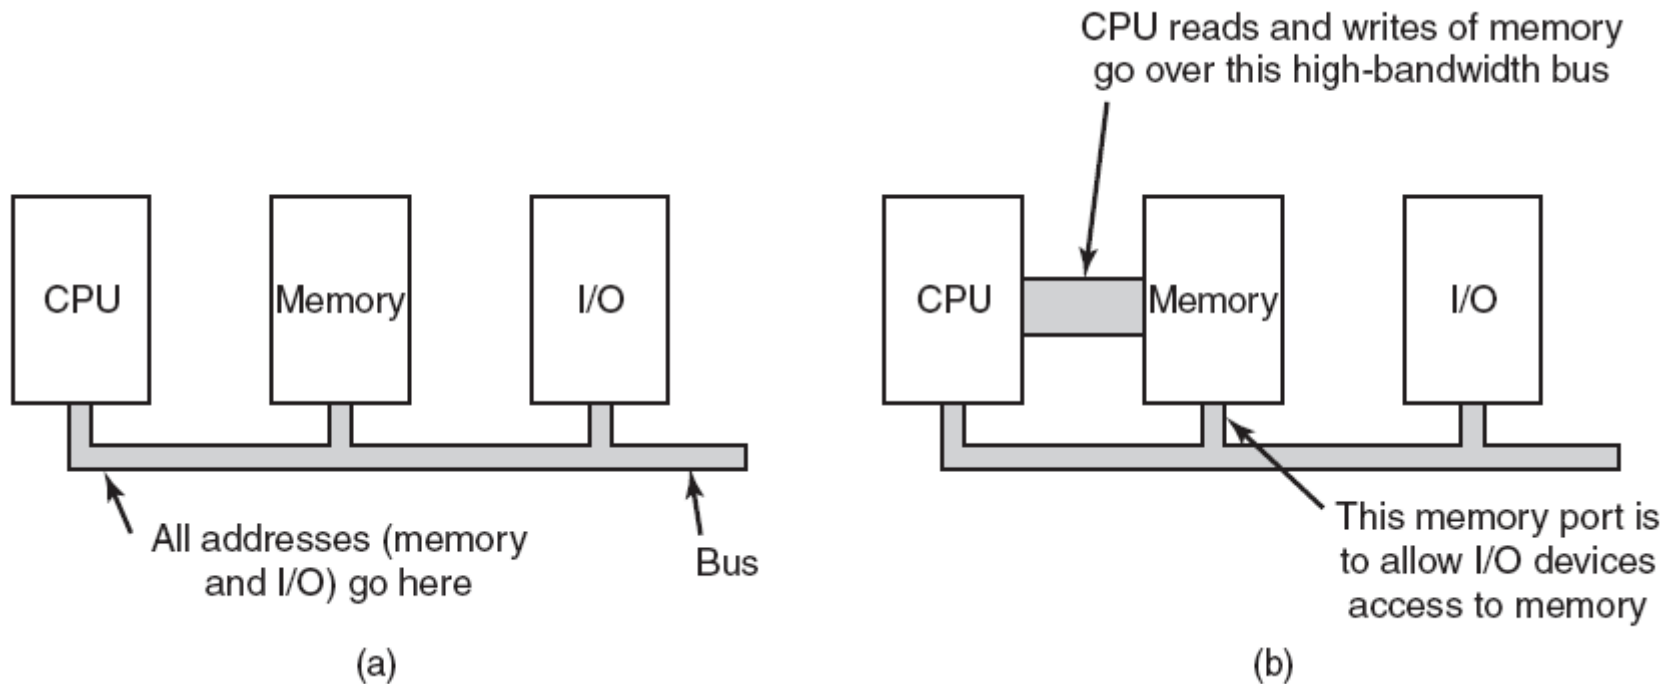 CPU
Memory
I/O
All addresses (memory
and I/O) go here
Bus
(a)
CPU reads and writes of memory
go over this high-bandwidth bus
CPU
Memory
I/O
This memory port is
to allow I/O devices
access to memory
(b)